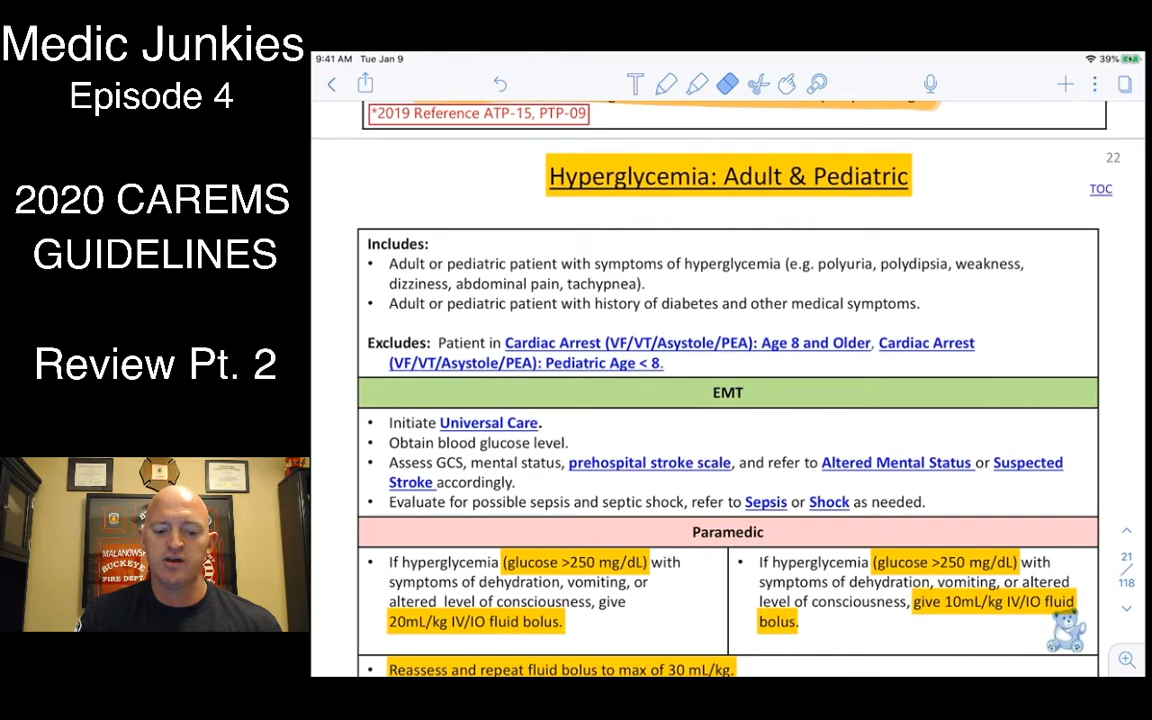 Medic Junkies
Episode 4
2020 CAREMS
GUIDELINES
Review Pt. 2
9:41 AM Tue Jan 9
39%
*2019 Reference ATP-15, PTP-09
22
Hyperglycemia: Adult & Pediatric
TOC
Includes:
• Adult or pediatric patient with symptoms of hyperglycemia (e.g. polyuria, polydipsia, weakness,
dizziness, abdominal pain, tachypnea).
• Adult or pediatric patient with history of diabetes and other medical symptoms.
Excludes: Patient in Cardiac Arrest (VF/VT/Asystole/PEA): Age 8 and Older, Cardiac Arrest
(VF/VT/Asystole/PEA): Pediatric Age < 8.
EMT
• Initiate Universal Care.
• Obtain blood glucose level.
• Assess GCS, mental status, prehospital stroke scale, and refer to Altered Mental Status or Suspected
Stroke accordingly.
• Evaluate for possible sepsis and septic shock, refer to Sepsis or Shock as needed.
Paramedic
• If hyperglycemia (glucose >250 mg/dL) with
symptoms of dehydration, vomiting, or
altered level of consciousness, give
20mL/kg IV/IO fluid bolus.
• If hyperglycemia (glucose >250 mg/dL) with
symptoms of dehydration, vomiting, or altered
level of consciousness, give 10mL/kg IV/IO fluid
bolus.
• Reassess and repeat fluid bolus to max of 30 mL/kg.
21
118
MALANOWSK
BUCKEYE
FIRE DEPT